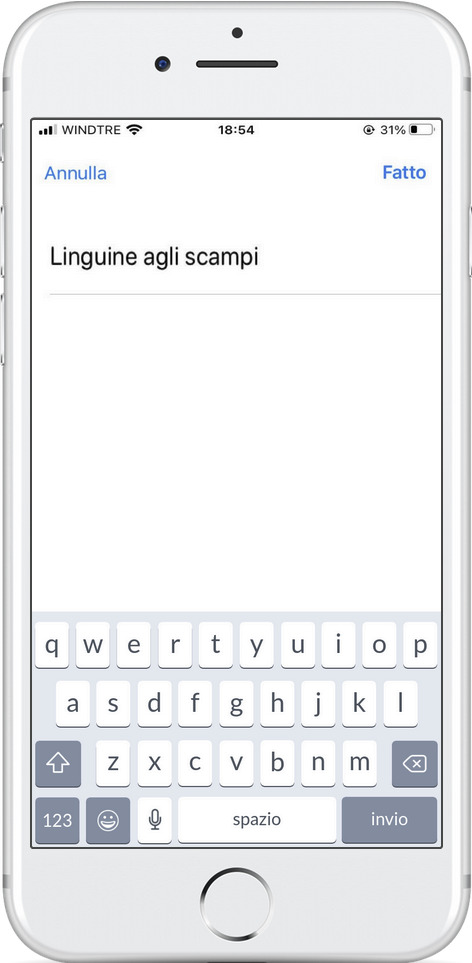 WINDTRE 18:54 31%
Annulla Fatto
Linguine agli scampi
q w e r t y u i o p
a s d f g h j k l
z x c v b n m
123 spazio invio